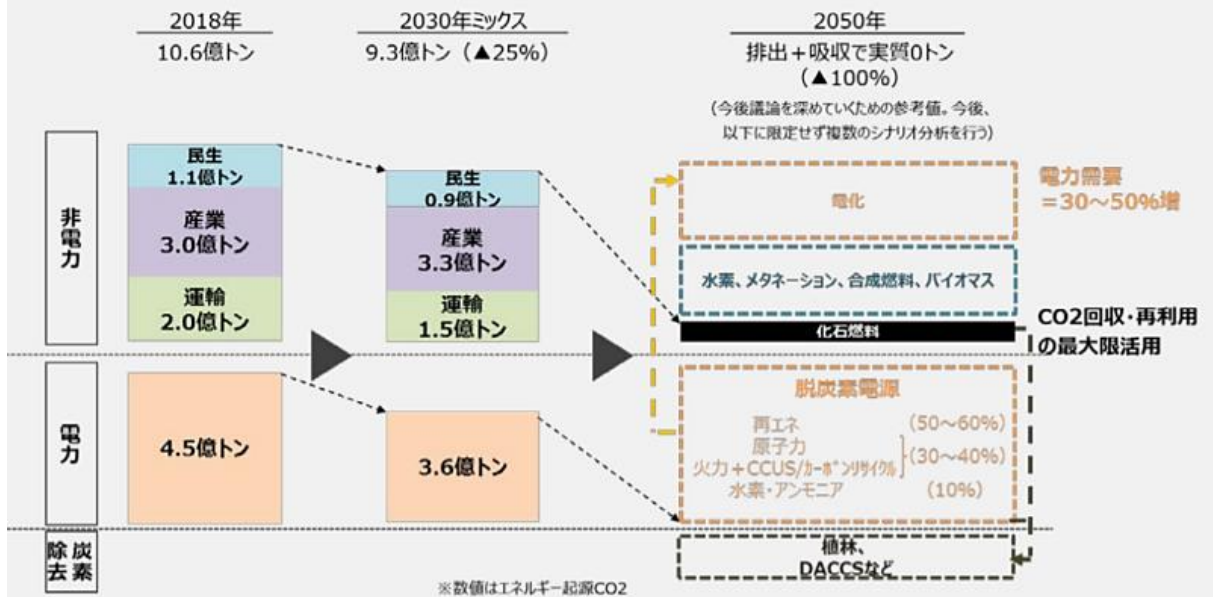 2018年
10.6億トン
2030年ミックス
9.3億トン（▲25%）
2050年
排出＋吸収で実質0トン
（▲100%）
(今後議論を深めていくための参考値。今後、
以下に限定せず複数のシナリオ分析を行う)
非電力
民生
1.1億トン
産業
3.0億トン
運輸
2.0億トン
民生
0.9億トン
産業
3.3億トン
運輸
1.5億トン
電化
電力需要
＝30～50%増
水素、メタネーション、合成燃料、バイオマス
化石燃料
CO2回収・再利用
の最大限活用
電力
4.5億トン
3.6億トン
脱炭素電源
再エネ (50～60%)
原子力
火力＋CCUS/カーボンリサイクル (30～40%)
水素・アンモニア (10%)
炭素除去
植林、
DACCSなど
※数値はエネルギー起源CO2